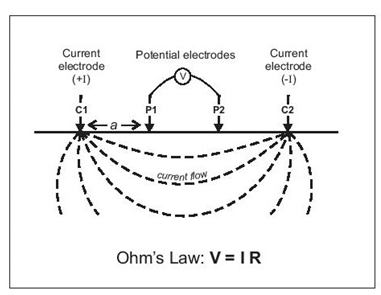 Current
electrode
(+I)
Potential electrodes
Current
electrode
(-I)
V
C1
a
P1
P2
C2
current flow
Ohm's Law: V = I R